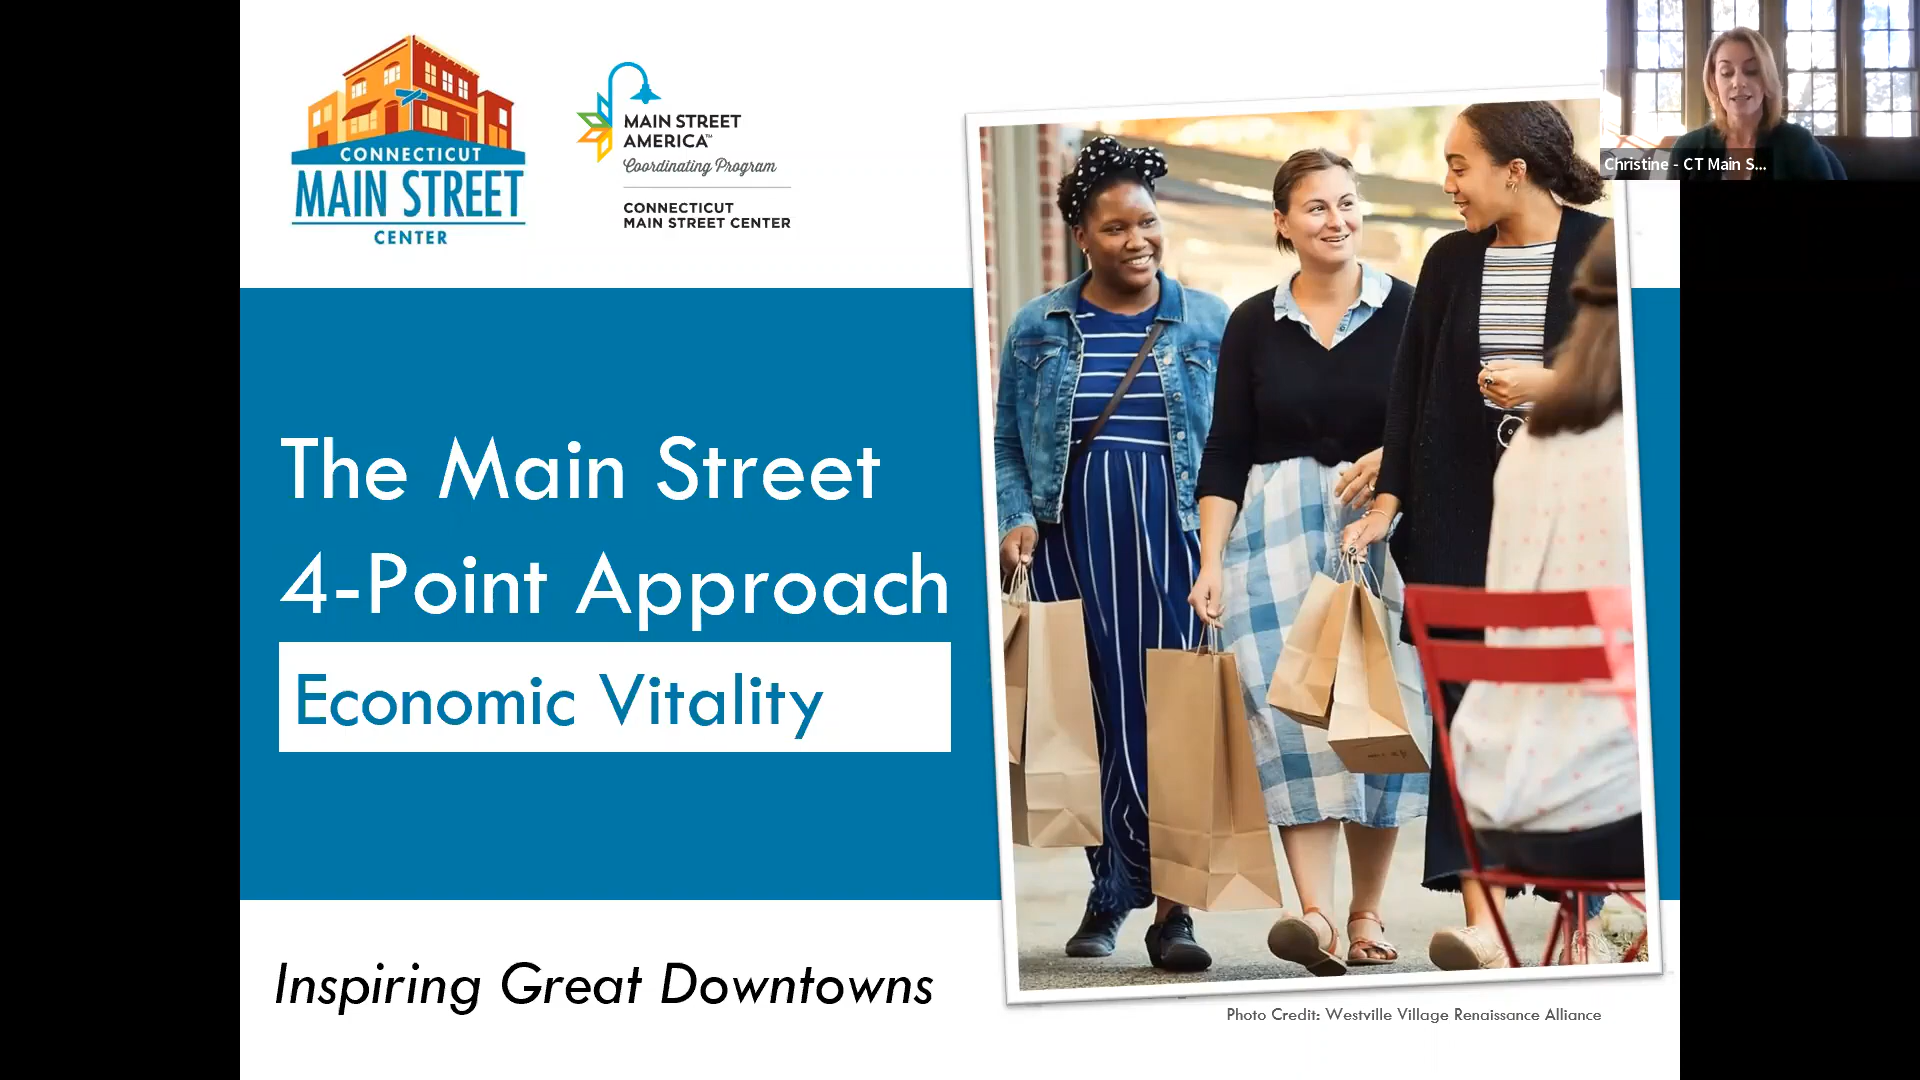 CONNECTICUT
MAIN STREET
CENTER
MAIN STREET
AMERICA™
Coordinating Program
CONNECTICUT
MAIN STREET CENTER
Christine - CT Main S...
The Main Street
4-Point Approach
Economic Vitality
Inspiring Great Downtowns
Photo Credit: Westville Village Renaissance Alliance